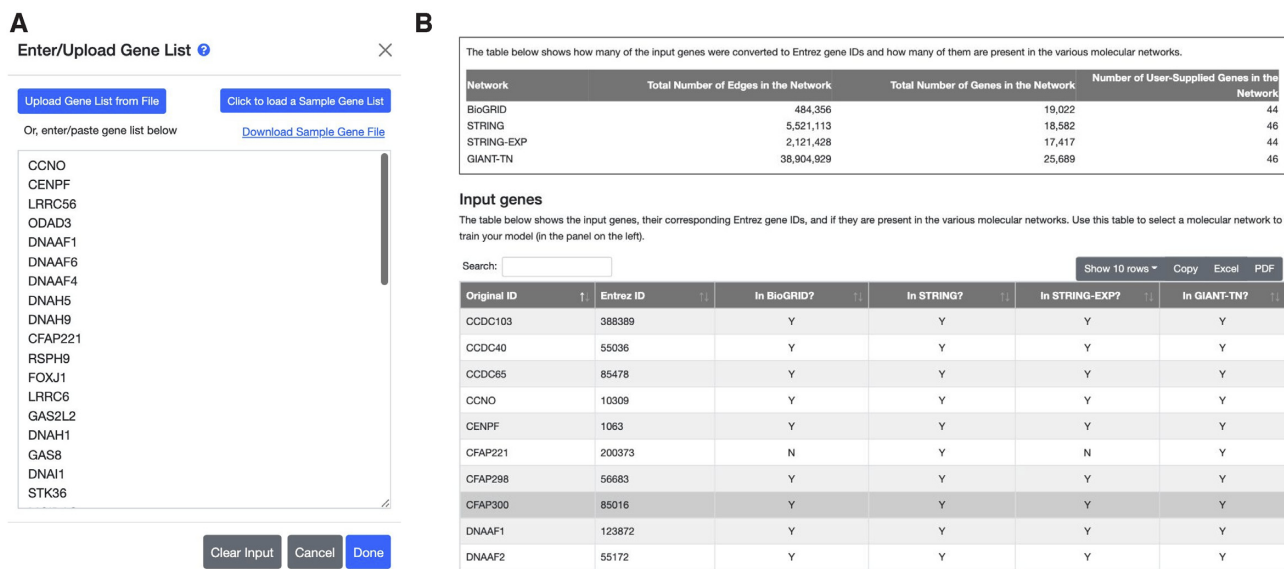 A
Enter/Upload Gene List ?
Upload Gene List from File
Click to load a Sample Gene List
Or, enter/paste gene list below
Download Sample Gene File
CCNO
CENPF
LRRC56
ODAD3
DNAAF1
DNAAF6
DNAAF4
DNAH5
DNAH9
CFAP221
RSPH9
FOXJ1
LRRC6
GAS2L2
DNAH1
GAS8
DNAI1
STK36
Clear Input Cancel Done
B
The table below shows how many of the input genes were converted to Entrez gene IDs and how many of them are present in the various molecular networks.
Network Total Number of Edges in the Network Total Number of Genes in the Network Number of User-Supplied Genes in the
Network
BioGRID 484,356 19,022 44
STRING 5,521,113 18,582 46
STRING-EXP 2,121,428 17,417 44
GIANT-TN 38,904,929 25,689 46
Input genes
The table below shows the input genes, their corresponding Entrez gene IDs, and if they are present in the various molecular networks. Use this table to select a molecular network to
train your model (in the panel on the left).
Search:
Show 10 rows Copy Excel PDF
Original ID Entrez ID In BioGRID? In STRING? In STRING-EXP? In GIANT-TN?
CCDC103 388389 Y Y Y Y
CCDC40 55036 Y Y Y Y
CCDC65 85478 Y Y Y Y
CCNO 10309 Y Y Y Y
CENPF 1063 Y Y Y Y
CFAP221 200373 N Y N Y
CFAP298 56683 Y Y Y Y
CFAP300 85016 Y Y Y Y
DNAAF1 123872 Y Y Y Y
DNAAF2 55172 Y Y Y Y